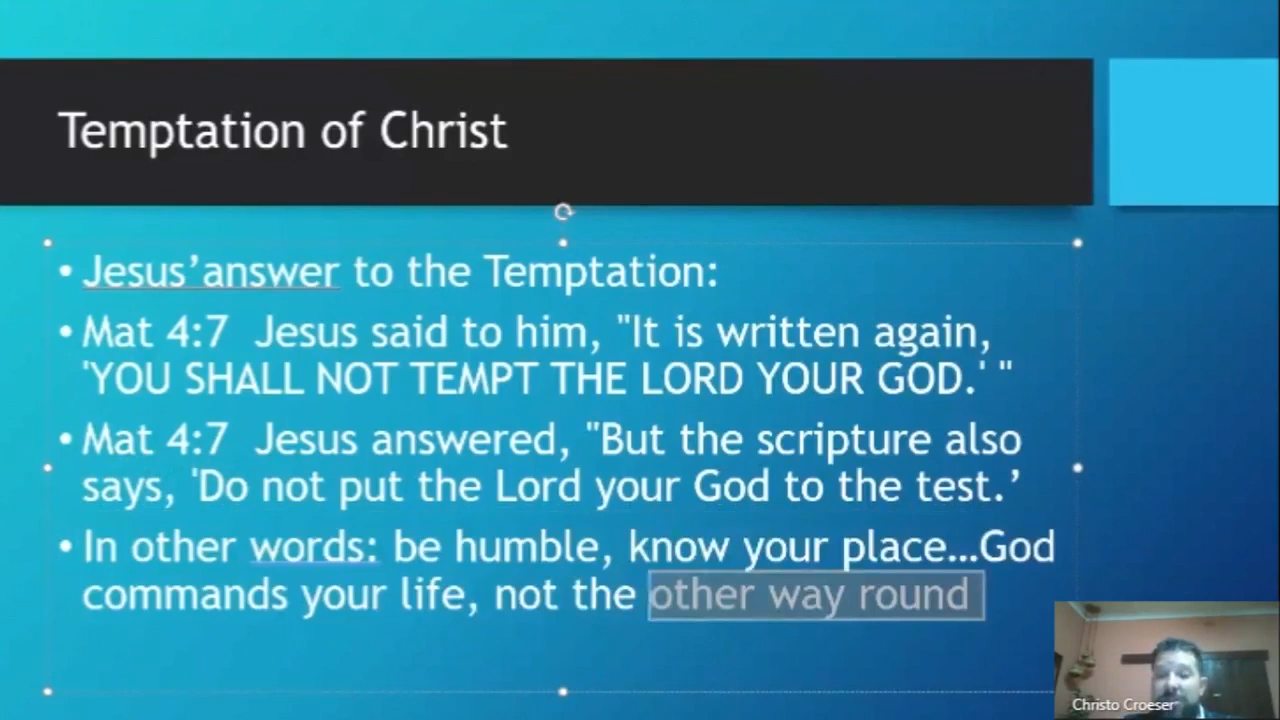 Temptation of Christ
• Jesus’answer to the Temptation:
• Mat 4:7  Jesus said to him, "It is written again,
'YOU SHALL NOT TEMPT THE LORD YOUR GOD.' "
• Mat 4:7  Jesus answered, "But the scripture also
says, 'Do not put the Lord your God to the test.’
• In other words: be humble, know your place…God
commands your life, not the other way round
Christo Croeser